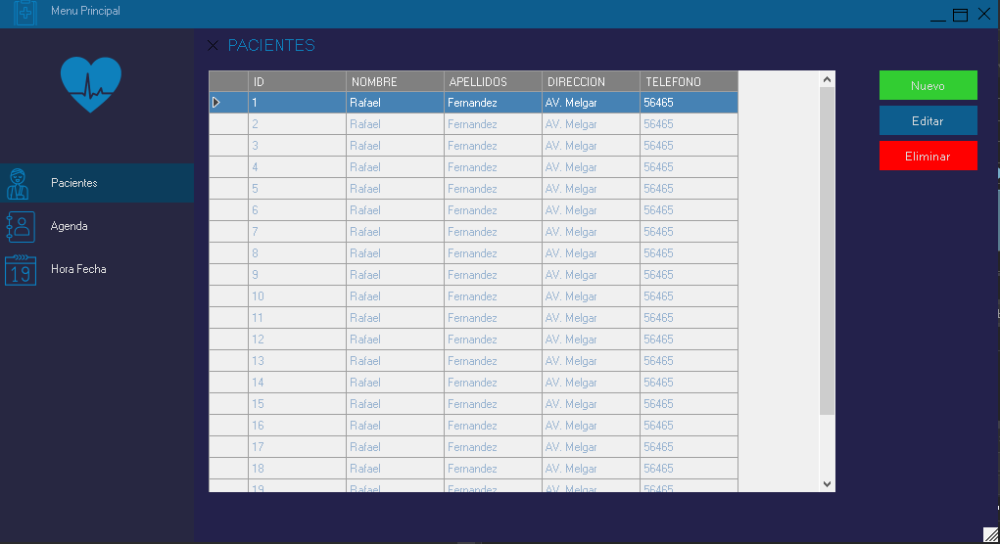 Menu Principal
PACIENTES
ID NOMBRE APELLIDOS DIRECCION TELEFONO
1 Rafael Fernandez AV. Melgar 56465
2 Rafael Fernandez AV. Melgar 56465
3 Rafael Fernandez AV. Melgar 56465
4 Rafael Fernandez AV. Melgar 56465
5 Rafael Fernandez AV. Melgar 56465
6 Rafael Fernandez AV. Melgar 56465
7 Rafael Fernandez AV. Melgar 56465
8 Rafael Fernandez AV. Melgar 56465
9 Rafael Fernandez AV. Melgar 56465
10 Rafael Fernandez AV. Melgar 56465
11 Rafael Fernandez AV. Melgar 56465
12 Rafael Fernandez AV. Melgar 56465
13 Rafael Fernandez AV. Melgar 56465
14 Rafael Fernandez AV. Melgar 56465
15 Rafael Fernandez AV. Melgar 56465
16 Rafael Fernandez AV. Melgar 56465
17 Rafael Fernandez AV. Melgar 56465
18 Rafael Fernandez AV. Melgar 56465
19 Rafael Fernandez AV. Melgar 56465
Nuevo
Editar
Eliminar
Pacientes
Agenda
19
Hora Fecha